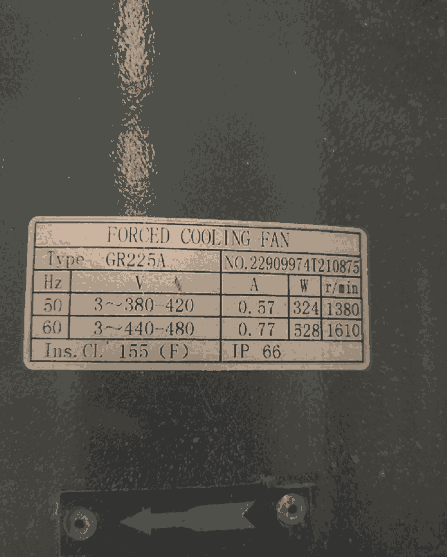 FORCED COOLING FAN
Type GR225A NO.22909974T210875
Hz V A W r/min
50 3~380-420 0.57 324 1380
60 3~440-480 0.77 528 1610
Ins.Cl 155 (F) IP 66